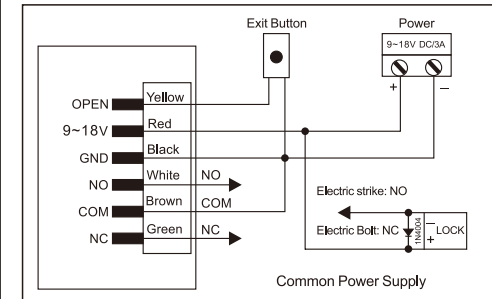 Exit Button
Power
9~18V DC/3A
+ −
OPEN Yellow
9~18V Red
GND Black
NO White NO
COM Brown COM
NC Green NC
Electric strike: NO
Electric Bolt: NC
1N4004
−
+
LOCK
Common Power Supply